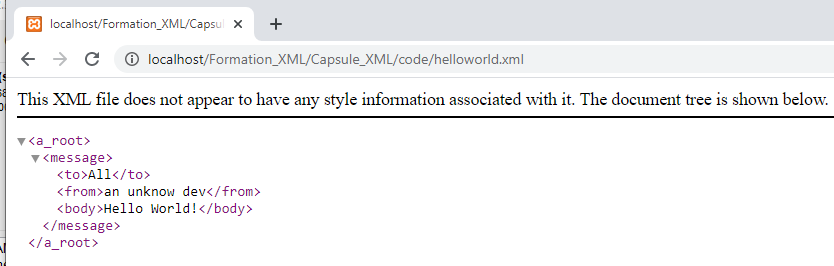 localhost/Formation_XML/Capsul
localhost/Formation_XML/Capsule_XML/code/helloworld.xml
This XML file does not appear to have any style information associated with it. The document tree is shown below.
<a_root>
<message>
<to>All</to>
<from>an unknow dev</from>
<body>Hello World!</body>
</message>
</a_root>